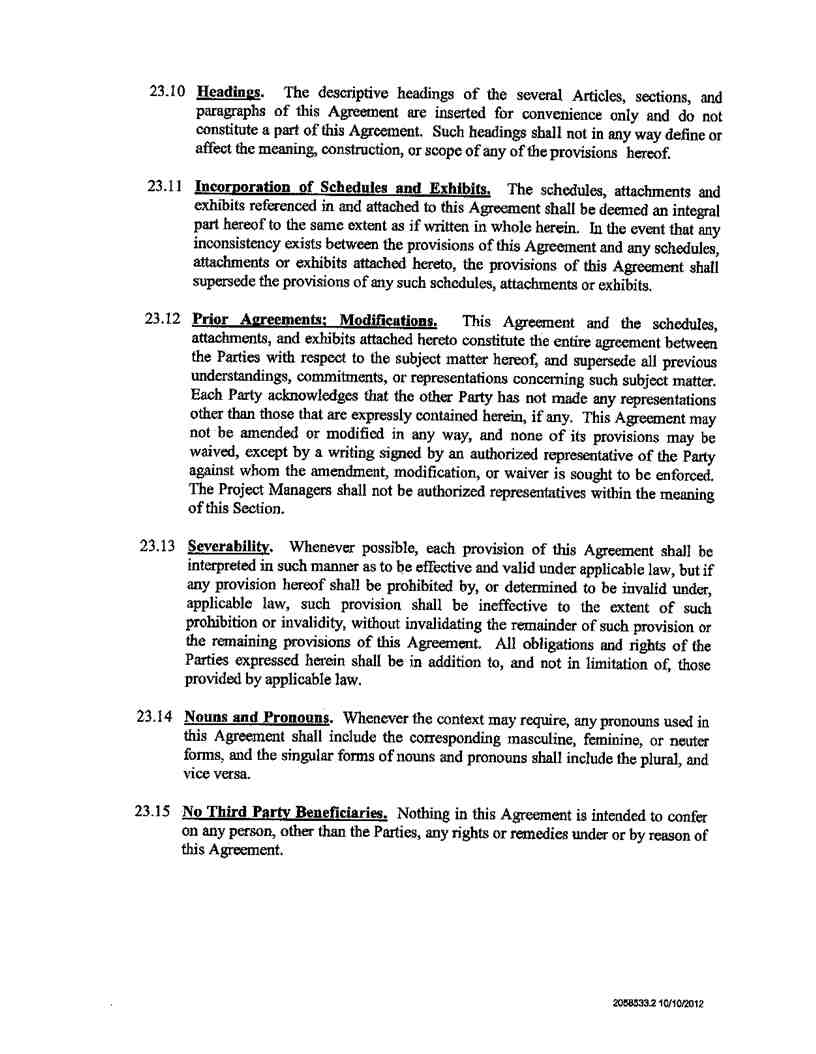 23.10 Headings. The descriptive headings of the several Articles, sections, and
paragraphs of this Agreement are inserted for convenience only and do not
constitute a part of this Agreement. Such headings shall not in any way define or
affect the meaning, construction, or scope of any of the provisions hereof.
23.11 Incorporation of Schedules and Exhibits. The schedules, attachments and
exhibits referenced in and attached to this Agreement shall be deemed an integral
part hereof to the same extent as if written in whole herein. In the event that any
inconsistency exists between the provisions of this Agreement and any schedules,
attachments or exhibits attached hereto, the provisions of this Agreement shall
supersede the provisions of any such schedules, attachments or exhibits.
23.12 Prior Agreements; Modifications. This Agreement and the schedules,
attachments, and exhibits attached hereto constitute the entire agreement between
the Parties with respect to the subject matter hereof, and supersede all previous
understandings, commitments, or representations concerning such subject matter.
Each Party acknowledges that the other Party has not made any representations
other than those that are expressly contained herein, if any. This Agreement may
not be amended or modified in any way, and none of its provisions may be
waived, except by a writing signed by an authorized representative of the Party
against whom the amendment, modification, or waiver is sought to be enforced.
The Project Managers shall not be authorized representatives within the meaning
of this Section.
23.13 Severability. Whenever possible, each provision of this Agreement shall be
interpreted in such manner as to be effective and valid under applicable law, but if
any provision hereof shall be prohibited by, or determined to be invalid under,
applicable law, such provision shall be ineffective to the extent of such
prohibition or invalidity, without invalidating the remainder of such provision or
the remaining provisions of this Agreement. All obligations and rights of the
Parties expressed herein shall be in addition to, and not in limitation of, those
provided by applicable law.
23.14 Nouns and Pronouns. Whenever the context may require, any pronouns used in
this Agreement shall include the corresponding masculine, feminine, or neuter
forms, and the singular forms of nouns and pronouns shall include the plural, and
vice versa.
23.15 No Third Party Beneficiaries. Nothing in this Agreement is intended to confer
on any person, other than the Parties, any rights or remedies under or by reason of
this Agreement.
2058533.2 10/10/2012